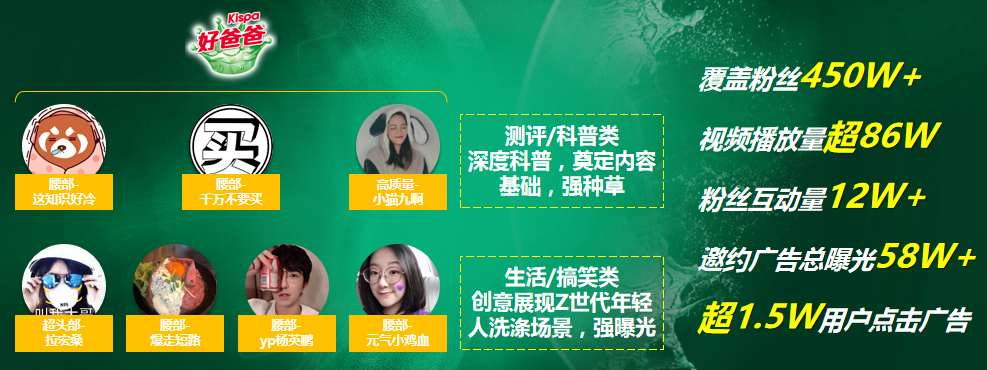 Kispa
好爸爸
买
腰部-
这知识好冷
腰部-
千万不要买
高质量-
小猫九啊
测评/科普类
深度科普，奠定内容
基础，强种草
N95
超头部-
拉宏桑
腰部-
爆走短路
腰部-
yp杨英鹏
腰部-
元气小鸡血
生活/搞笑类
创意展现Z世代年轻
人洗涤场景，强曝光
覆盖粉丝450W+
视频播放量超86W
粉丝互动量12W+
邀约广告总曝光58W+
超1.5W用户点击广告